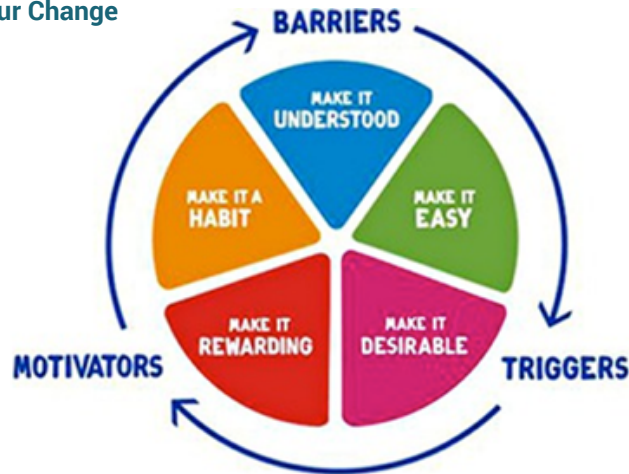 ur Change
BARRIERS
MAKE IT
UNDERSTOOD
MAKE IT A
HABIT
MAKE IT
EASY
MAKE IT
REWARDING
MAKE IT
DESIRABLE
MOTIVATORS
TRIGGERS